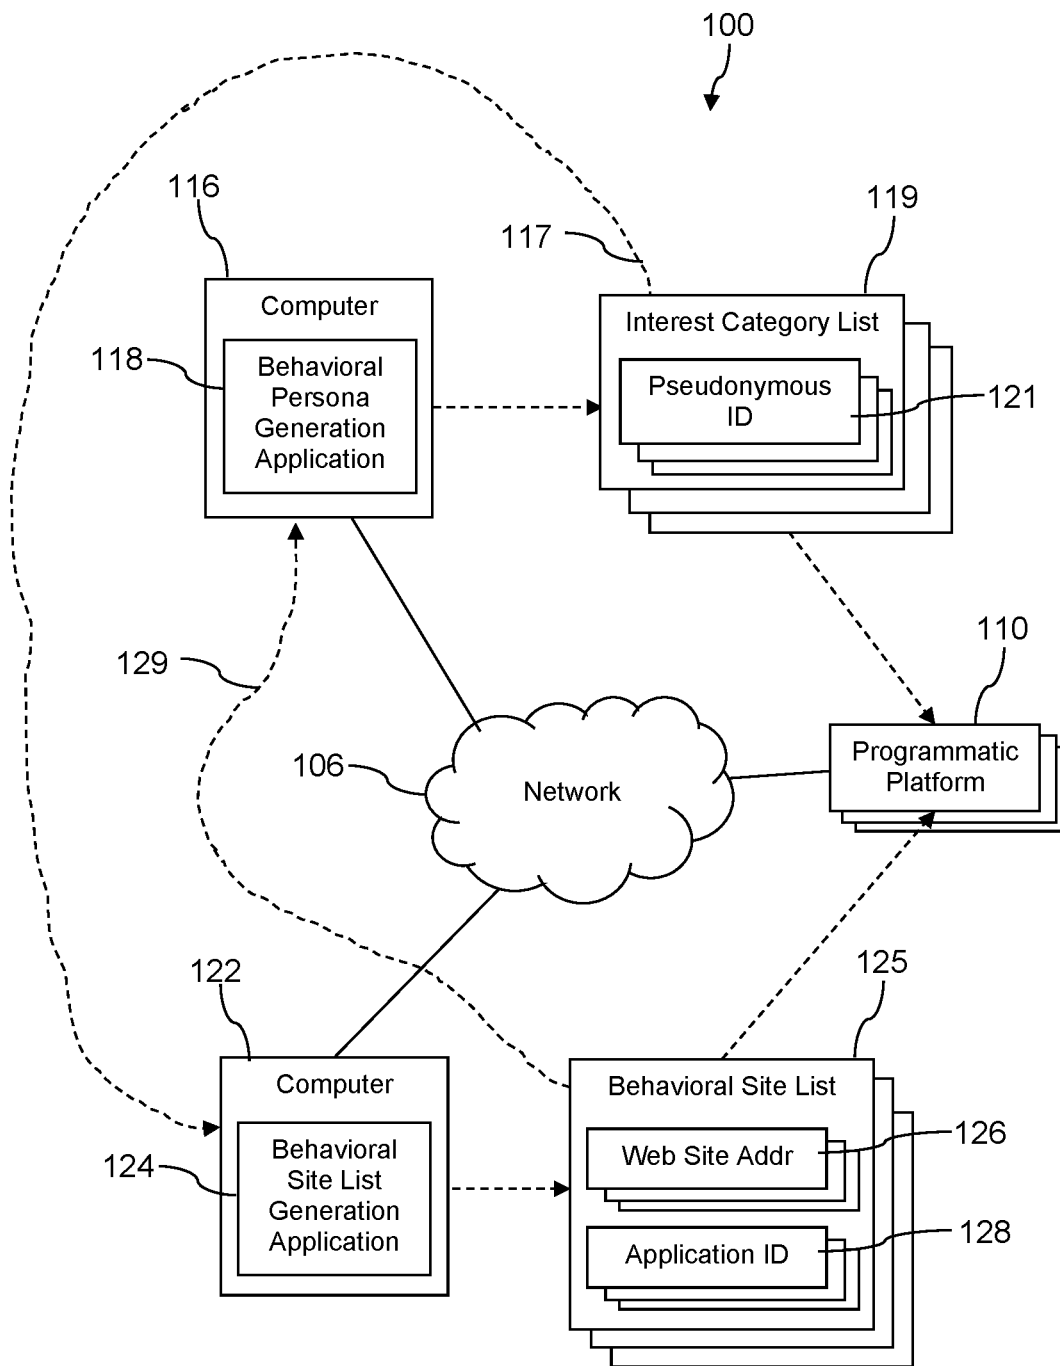 100
116
119
117
Computer
Interest Category List
118
Behavioral
Persona
Generation
Application
Pseudonymous
ID
121
129
110
Programmatic
Platform
106
Network
122
125
Computer
Behavioral Site List
124
Behavioral
Site List
Generation
Application
Web Site Addr
126
Application ID
128